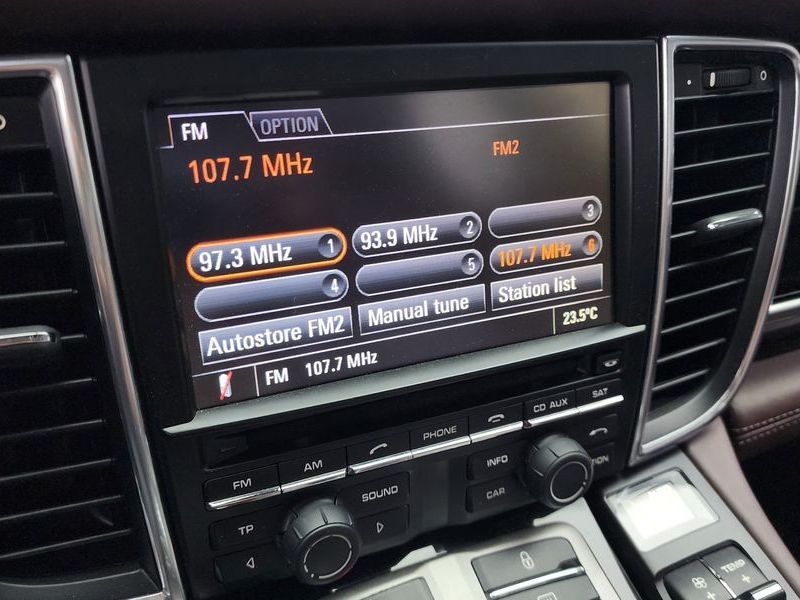 FM OPTION
107.7 MHz FM2
97.3 MHz 1 93.9 MHz 2 3
4 5 107.7 MHz 6
Autostore FM2 Manual tune Station list
23.5°C
FM 107.7 MHz
FM AM PHONE CD AUX SAT
TP SOUND INFO
CAR
TEMP